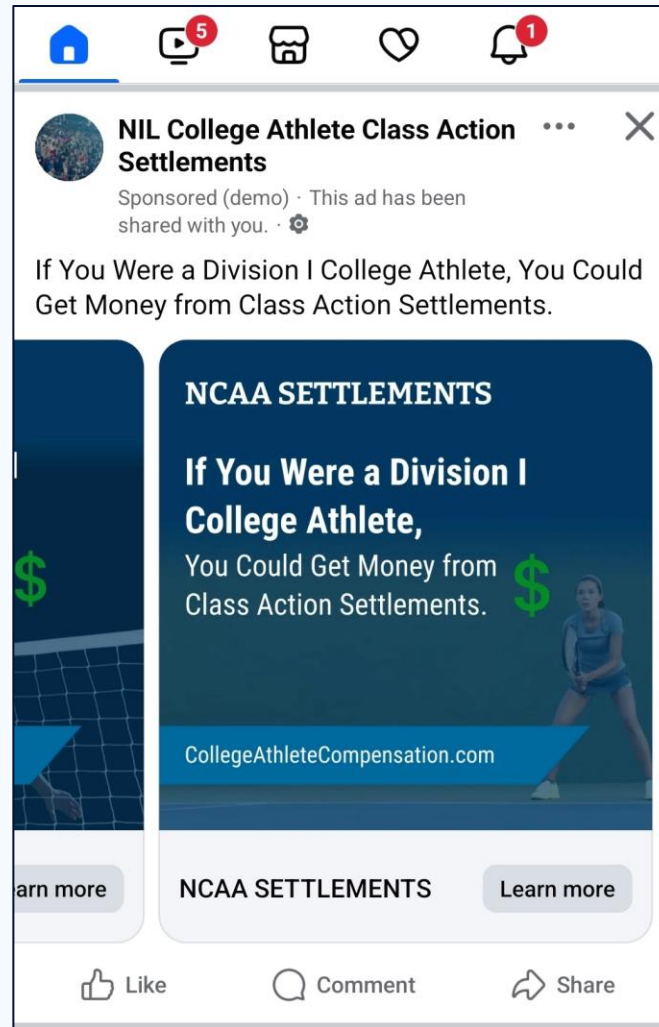 5
1
NIL College Athlete Class Action
Settlements
Sponsored (demo) · This ad has been
shared with you. ·
If You Were a Division I College Athlete, You Could
Get Money from Class Action Settlements.
$
NCAA SETTLEMENTS
If You Were a Division I
College Athlete,
You Could Get Money from
Class Action Settlements.
$
CollegeAthleteCompensation.com
arn more
NCAA SETTLEMENTS
Learn more
Like
Comment
Share